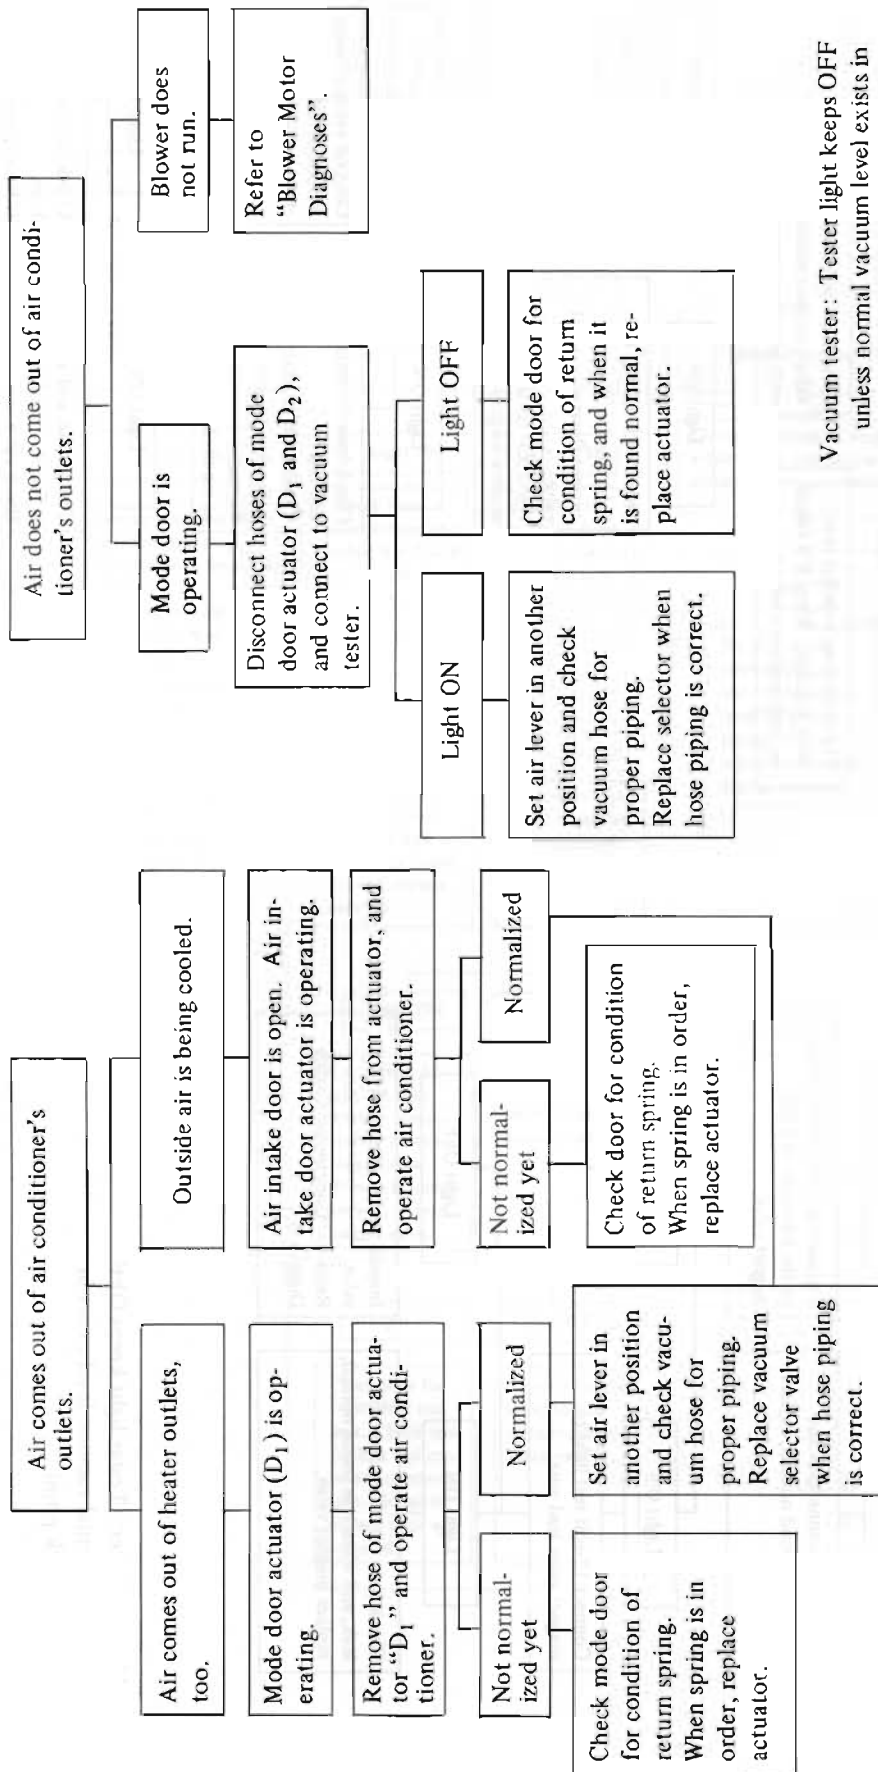 Air comes out of air conditioner's
outlets.
Air comes out of heater outlets,
too.
Mode door actuator (D1) is op-
erating.
Remove hose of mode door actua-
tor “D1” and operate air condi-
tioner.
Not normal-
ized yet
Check mode door
for condition of
return spring.
When spring is in
order, replace
actuator.
Normalized
Set air lever in
another position
and check vacu-
um hose for
proper piping.
Replace vacuum
selector valve
when hose piping
is correct.
Outside air is being cooled.
Air intake door is open. Air in-
take door actuator is operating.
Remove hose from actuator, and
operate air conditioner.
Not normal-
ized yet
Check door for condition
of return spring.
When spring is in order,
replace actuator.
Normalized
Air does not come out of air condi-
tioner's outlets.
Mode door is
operating.
Disconnect hoses of mode
door actuator (D1 and D2),
and connect to vacuum
tester.
Light ON
Set air lever in another
position and check
vacuum hose for
proper piping.
Replace selector when
hose piping is correct.
Light OFF
Check mode door for
condition of return
spring, and when it
is found normal, re-
place actuator.
Blower does
not run.
Refer to
“Blower Motor
Diagnoses”.
Vacuum tester: Tester light keeps OFF
unless normal vacuum level exists in